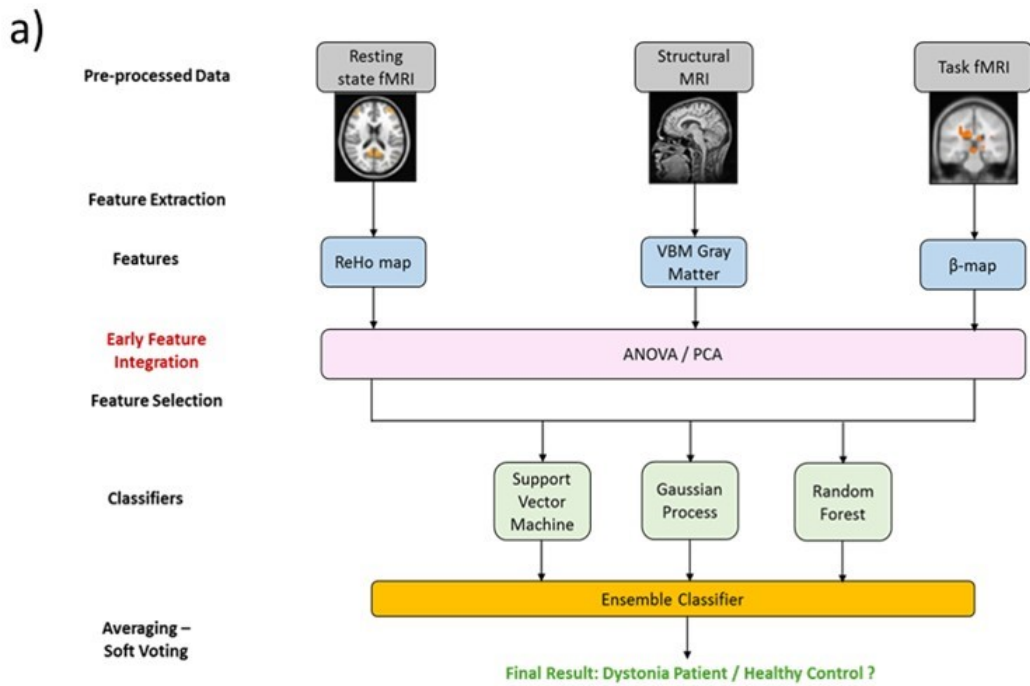 a)
Pre-processed Data
Resting
state fMRI
Structural
MRI
Task fMRI
Feature Extraction
Features
ReHo map
VBM Gray
Matter
β-map
Early Feature
Integration
ANOVA / PCA
Feature Selection
Classifiers
Support
Vector
Machine
Gaussian
Process
Random
Forest
Ensemble Classifier
Averaging –
Soft Voting
Final Result: Dystonia Patient / Healthy Control ?